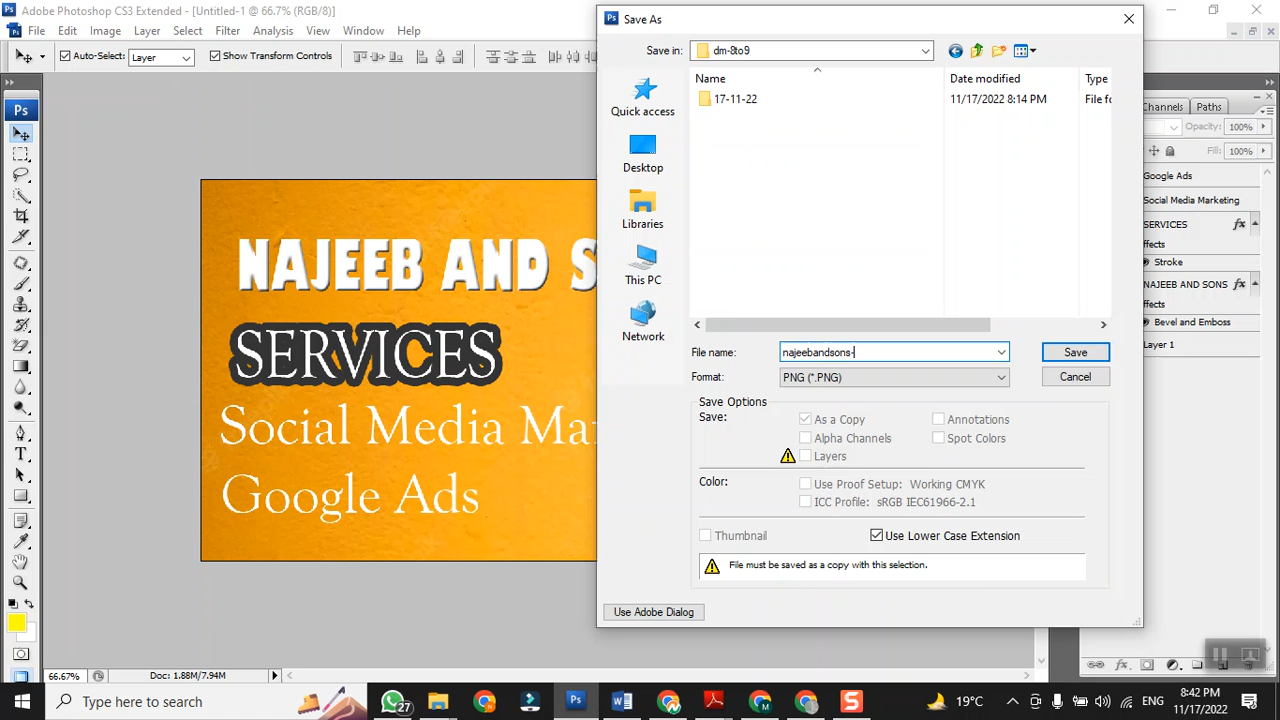 Adobe Photoshop CS3 Extended - [Untitled-1 @ 66.7% (RGB/8)]
File Edit Image Layer Select Filter Analysis View Window Help
Auto-Select: Layer Show Transform Controls
Ps
NAJEEB AND S
SERVICES
Social Media Mar
Google Ads
66.67% Doc: 1.88M/7.94M
Save As
Save in: dm-8to9
Name Date modified Type
17-11-22 11/17/2022 8:14 PM File fo
Quick access
Desktop
Libraries
This PC
Network
File name: najeebandsons-
Save
Format: PNG (*.PNG)
Cancel
Save Options
Save: As a Copy Annotations
Alpha Channels Spot Colors
Layers
Color: Use Proof Setup: Working CMYK
ICC Profile: sRGB IEC61966-2.1
Thumbnail Use Lower Case Extension
File must be saved as a copy with this selection.
Use Adobe Dialog
Channels Paths
Opacity: 100%
Fill: 100%
Google Ads
Social Media Marketing
SERVICES fx
ffects
Stroke
NAJEEB AND SONS fx
ffects
Bevel and Emboss
Layer 1
Type here to search
27
19°C ENG 8:42 PM
11/17/2022